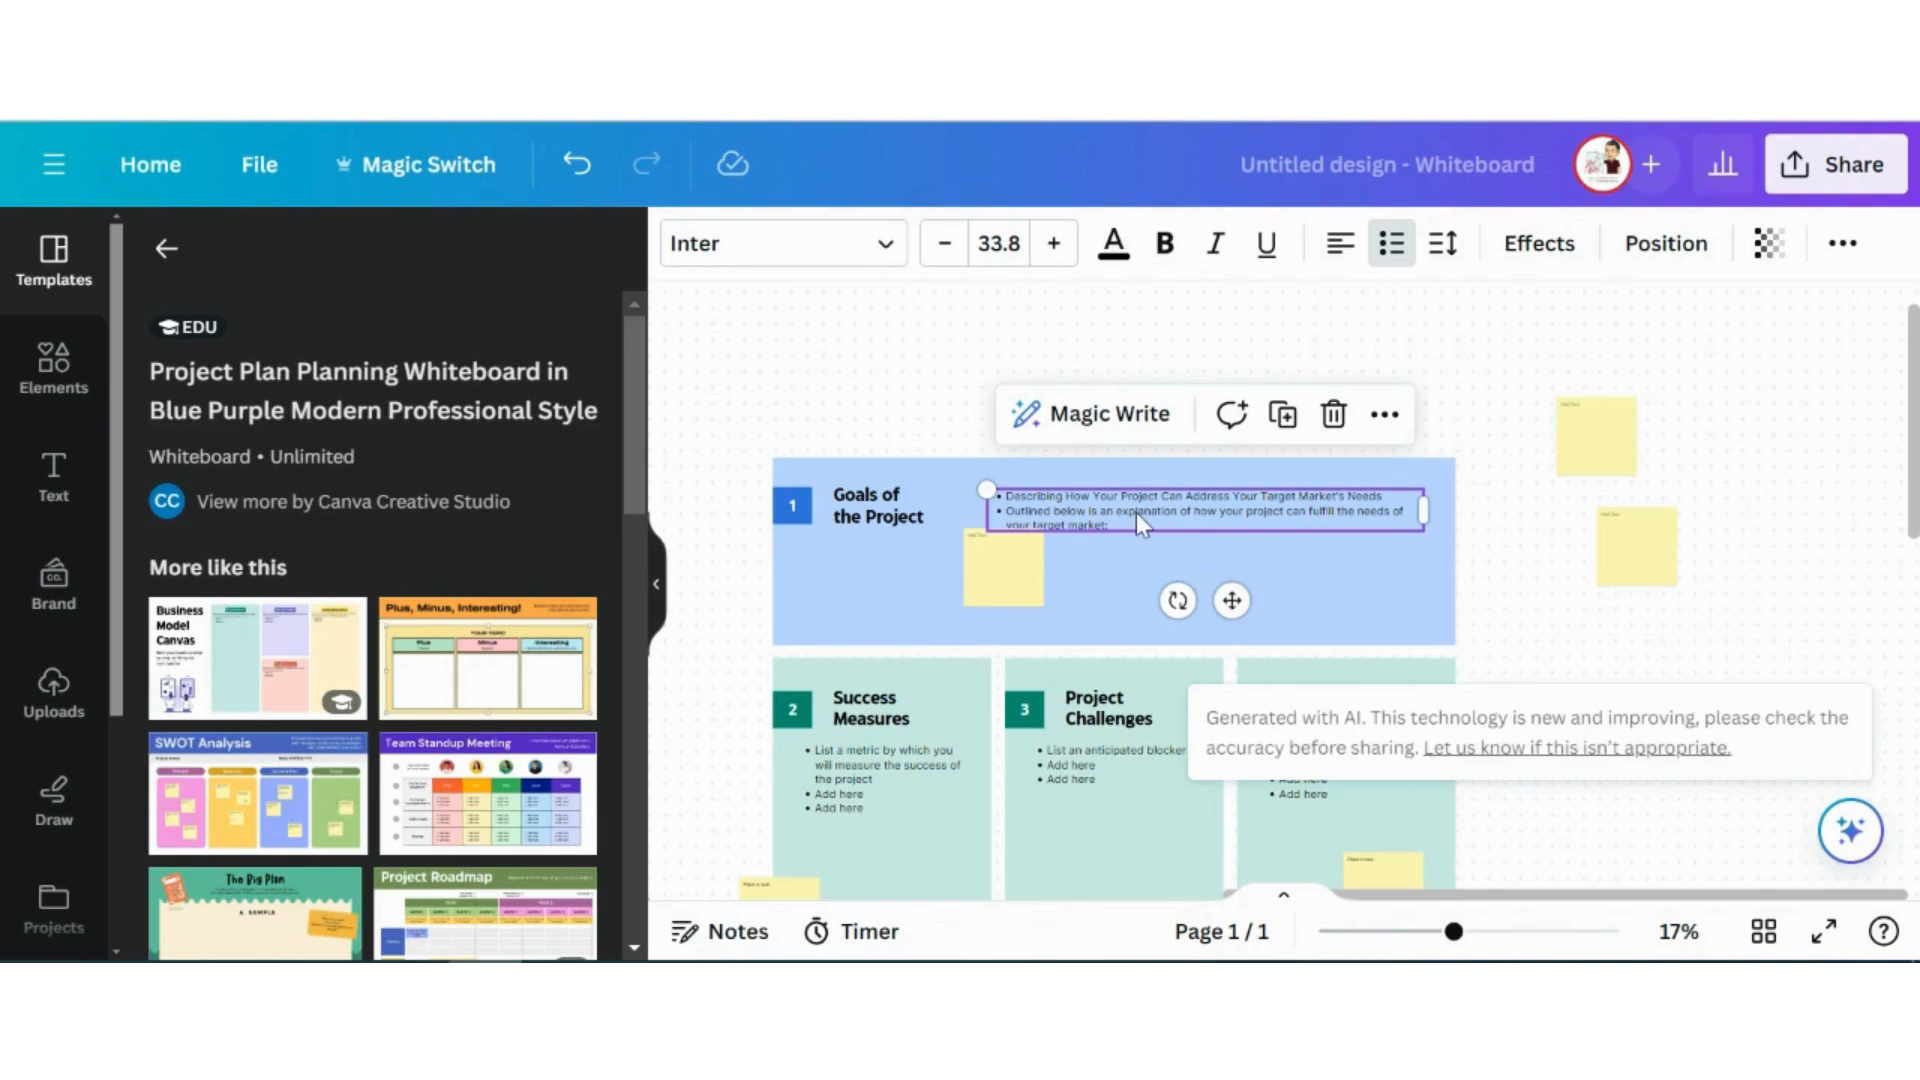 Home
File
Magic Switch
Untitled design - Whiteboard
Share
Templates
Elements
Text
Brand
Uploads
Draw
Projects
EDU
Project Plan Planning Whiteboard in
Blue Purple Modern Professional Style
Whiteboard • Unlimited
CC
View more by Canva Creative Studio
More like this
Business
Model
Canvas
Plus, Minus, Interesting!
Plus
Minus
Interesting
SWOT Analysis
Team Standup Meeting
The Big Plan
A. SAMPLE
Project Roadmap
Inter
- 33.8 +
A B I U
Effects
Position
Magic Write
1
Goals of
the Project
• Describing How Your Project Can Address Your Target Market's Needs
• Outlined below is an explanation of how your project can fulfill the needs of
your target market:
2
Success
Measures
• List a metric by which you
will measure the success of
the project
• Add here
• Add here
3
Project
Challenges
• List an anticipated blocker
• Add here
• Add here
• Add here
• Add here
Generated with AI. This technology is new and improving, please check the
accuracy before sharing. Let us know if this isn't appropriate.
Notes
Timer
Page 1 / 1
17%